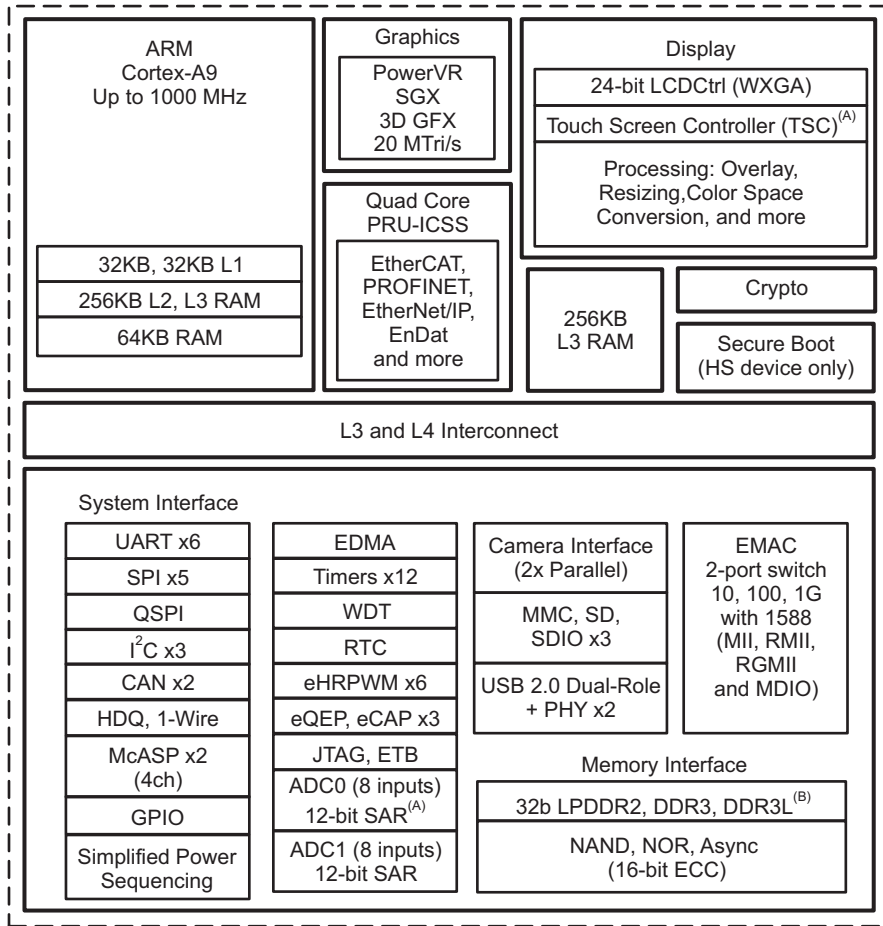 ARM
Cortex-A9
Up to 1000 MHz
32KB, 32KB L1
256KB L2, L3 RAM
64KB RAM
Graphics
PowerVR
SGX
3D GFX
20 MTri/s
Quad Core
PRU-ICSS
EtherCAT,
PROFINET,
EtherNet/IP,
EnDat
and more
Display
24-bit LCDCtrl (WXGA)
Touch Screen Controller (TSC)(A)
Processing: Overlay,
Resizing,Color Space
Conversion, and more
256KB
L3 RAM
Crypto
Secure Boot
(HS device only)
L3 and L4 Interconnect
System Interface
UART x6
SPI x5
QSPI
I2C x3
CAN x2
HDQ, 1-Wire
McASP x2
(4ch)
GPIO
Simplified Power
Sequencing
EDMA
Timers x12
WDT
RTC
eHRPWM x6
eQEP, eCAP x3
JTAG, ETB
ADC0 (8 inputs)
12-bit SAR(A)
ADC1 (8 inputs)
12-bit SAR
Camera Interface
(2x Parallel)
MMC, SD,
SDIO x3
USB 2.0 Dual-Role
+ PHY x2
EMAC
2-port switch
10, 100, 1G
with 1588
(MII, RMII,
RGMII
and MDIO)
Memory Interface
32b LPDDR2, DDR3, DDR3L(B)
NAND, NOR, Async
(16-bit ECC)